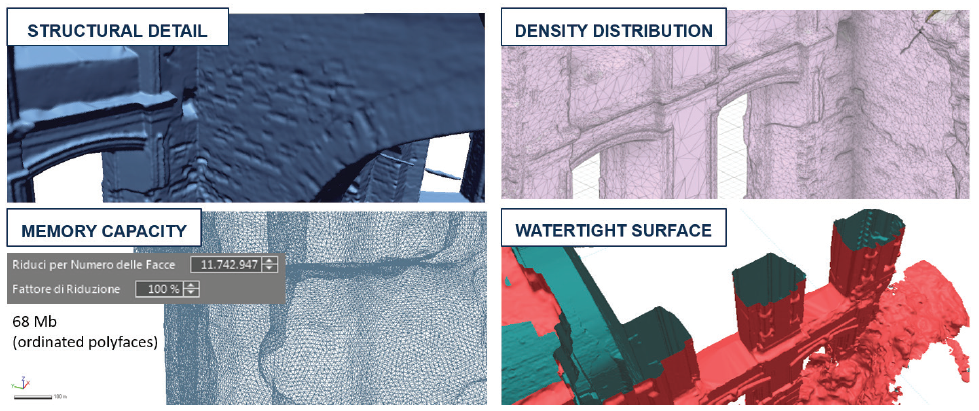 STRUCTURAL DETAIL
DENSITY DISTRIBUTION
MEMORY CAPACITY
Riduci per Numero delle Facce 11.742.947
Fattore di Riduzione 100 %
68 Mb
(ordinated polyfaces)
WATERTIGHT SURFACE